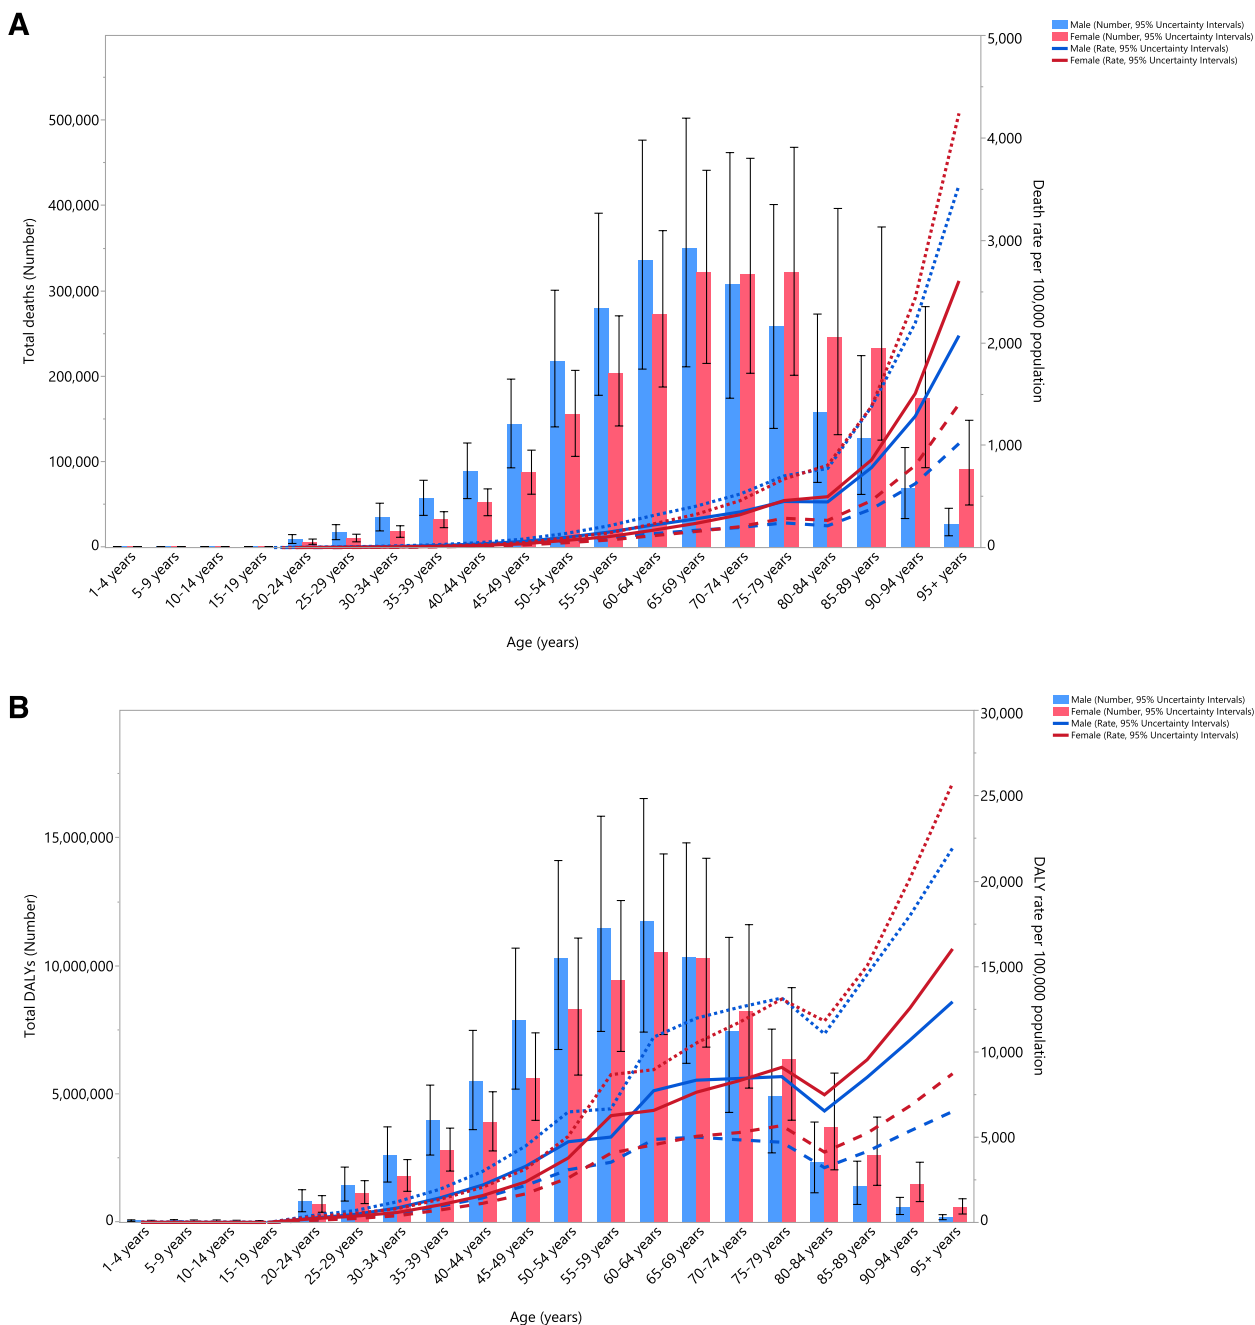 A
Male (Number, 95% Uncertainty Intervals)
Female (Number, 95% Uncertainty Intervals)
Male (Rate, 95% Uncertainty Intervals)
Female (Rate, 95% Uncertainty Intervals)
Total deaths (Number)
500,000
400,000
300,000
200,000
100,000
0
5,000
4,000
3,000
2,000
1,000
0
Death rate per 100,000 population
1-4 years
5-9 years
10-14 years
15-19 years
20-24 years
25-29 years
30-34 years
35-39 years
40-44 years
45-49 years
50-54 years
55-59 years
60-64 years
65-69 years
70-74 years
75-79 years
80-84 years
85-89 years
90-94 years
95+ years
Age (years)
B
Male (Number, 95% Uncertainty Intervals)
Female (Number, 95% Uncertainty Intervals)
Male (Rate, 95% Uncertainty Intervals)
Female (Rate, 95% Uncertainty Intervals)
Total DALYs (Number)
15,000,000
10,000,000
5,000,000
0
30,000
25,000
20,000
15,000
10,000
5,000
0
DALY rate per 100,000 population
1-4 years
5-9 years
10-14 years
15-19 years
20-24 years
25-29 years
30-34 years
35-39 years
40-44 years
45-49 years
50-54 years
55-59 years
60-64 years
65-69 years
70-74 years
75-79 years
80-84 years
85-89 years
90-94 years
95+ years
Age (years)